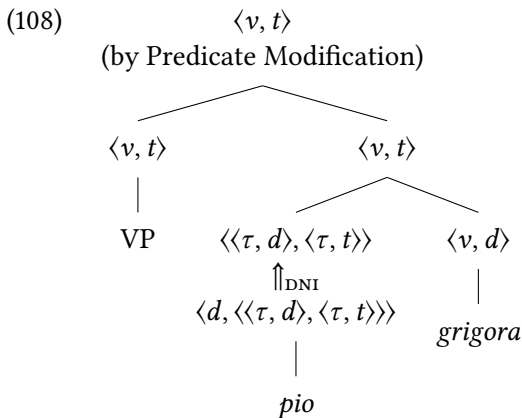 (108)
⟨v, t⟩
(by Predicate Modification)
⟨v, t⟩ ⟨v, t⟩
VP ⟨⟨τ, d⟩, ⟨τ, t⟩⟩ ⟨v, d⟩
⇑DNI
⟨d, ⟨⟨τ, d⟩, ⟨τ, t⟩⟩⟩ grigora
pio